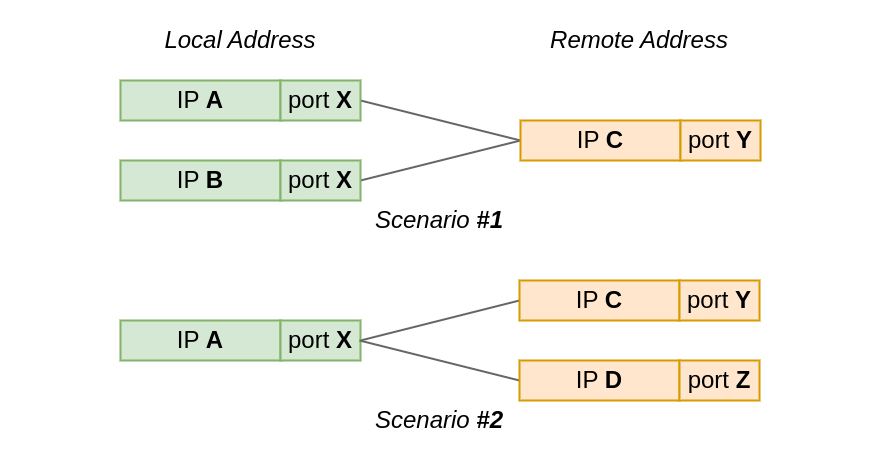 Local Address
Remote Address
IP A
port X
IP C
port Y
IP B
port X
Scenario #1
IP C
port Y
IP A
port X
IP D
port Z
Scenario #2